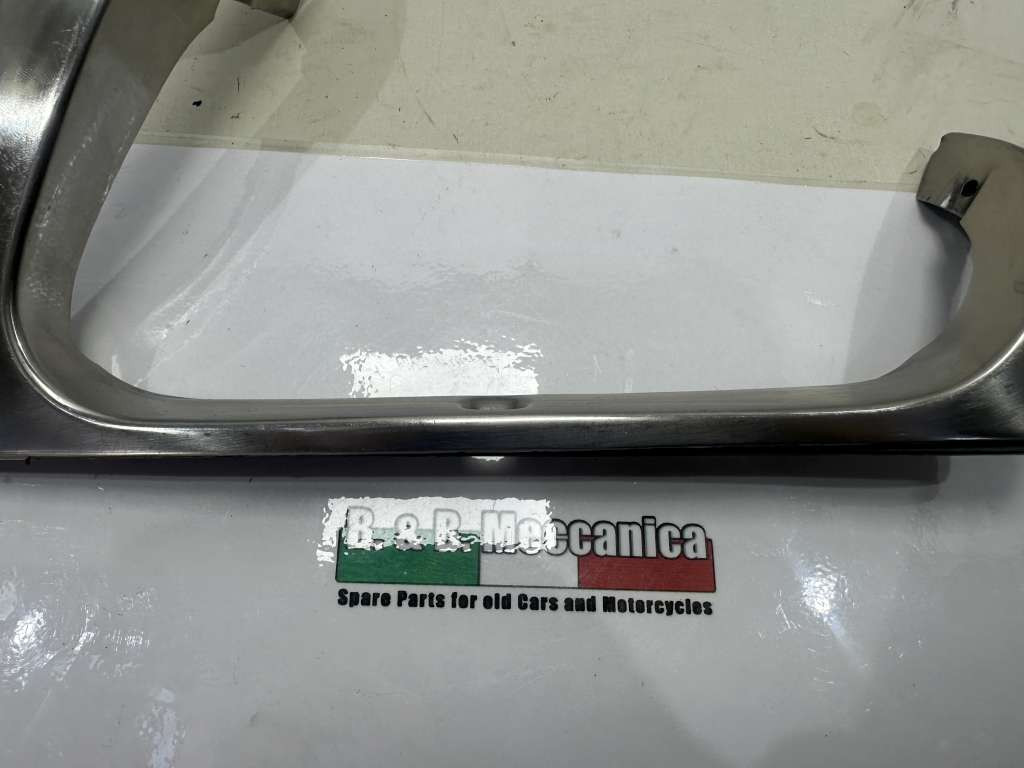 B. & R. Meccanica
Spare Parts for old Cars and Motorcycles